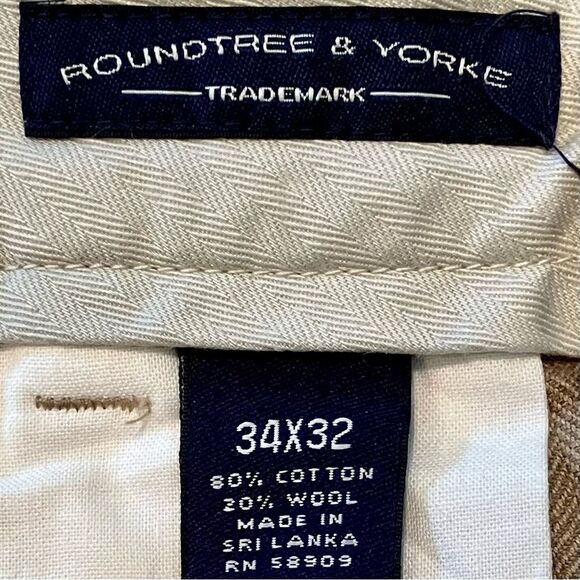 ROUNDTREE & YORKE
TRADEMARK
34X32
80% COTTON
20% WOOL
MADE IN
SRI LANKA
RN 58909